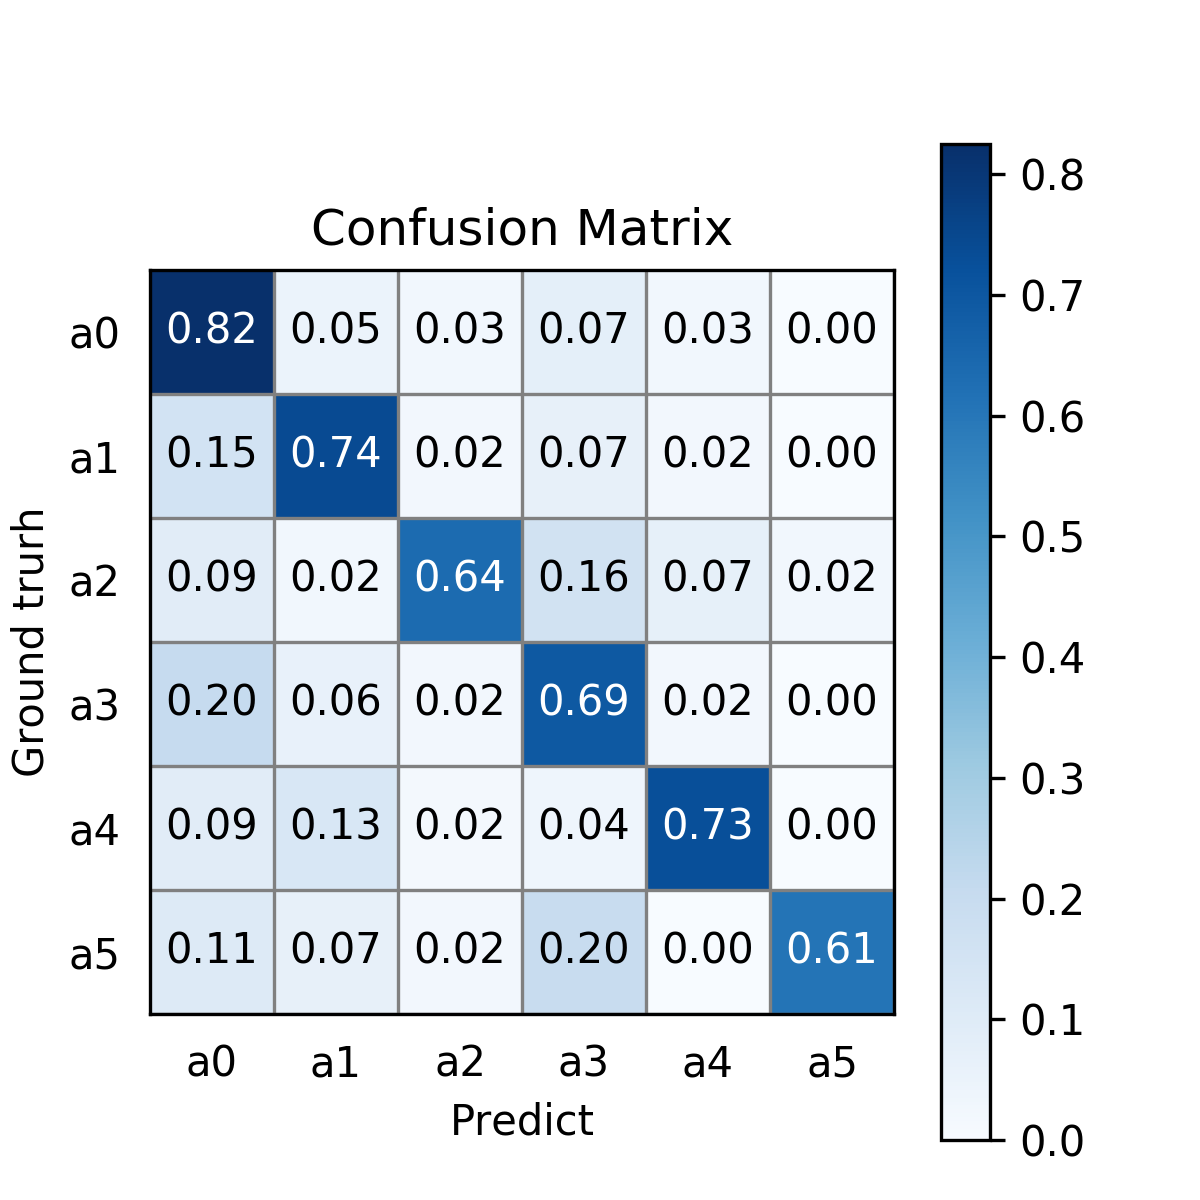 Confusion Matrix
a0 0.82 0.05 0.03 0.07 0.03 0.00
a1 0.15 0.74 0.02 0.07 0.02 0.00
a2 0.09 0.02 0.64 0.16 0.07 0.02
a3 0.20 0.06 0.02 0.69 0.02 0.00
a4 0.09 0.13 0.02 0.04 0.73 0.00
a5 0.11 0.07 0.02 0.20 0.00 0.61
a0 a1 a2 a3 a4 a5
Predict
Ground trurh
0.8
0.7
0.6
0.5
0.4
0.3
0.2
0.1
0.0